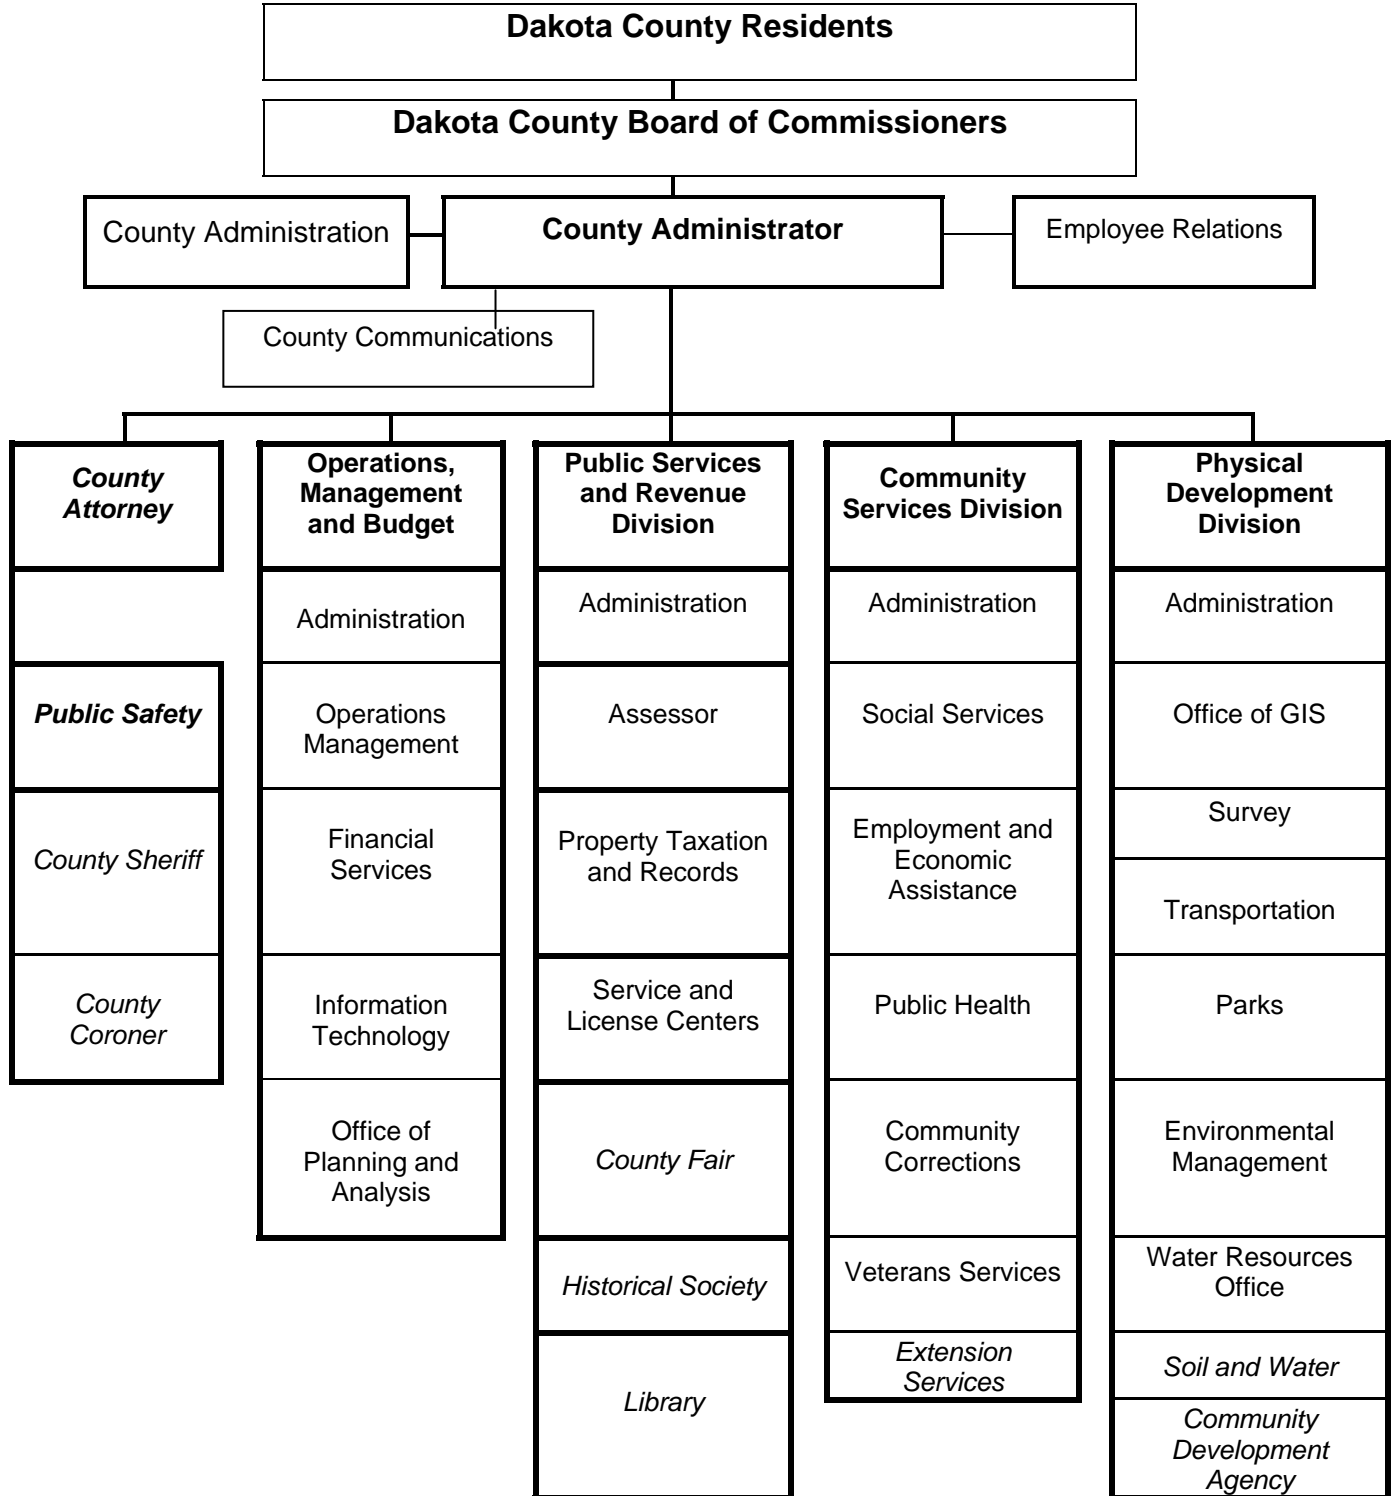 Dakota County Residents
Dakota County Board of Commissioners
County Administration
County Administrator
Employee Relations
County Communications
County
Attorney
Public Safety
County Sheriff
County
Coroner
Operations,
Management
and Budget
Administration
Operations
Management
Financial
Services
Information
Technology
Office of
Planning and
Analysis
Public Services
and Revenue
Division
Administration
Assessor
Property Taxation
and Records
Service and
License Centers
County Fair
Historical Society
Library
Community
Services Division
Administration
Social Services
Employment and
Economic
Assistance
Public Health
Community
Corrections
Veterans Services
Extension
Services
Physical
Development
Division
Administration
Office of GIS
Survey
Transportation
Parks
Environmental
Management
Water Resources
Office
Soil and Water
Community
Development
Agency